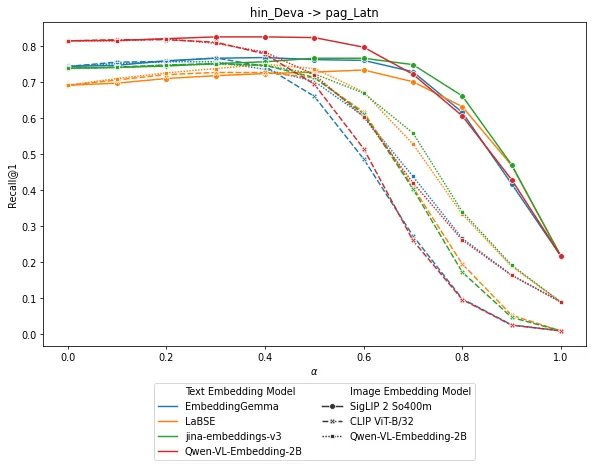 hin_Deva -> pag_Latn
Recall@1
0.8
0.7
0.6
0.5
0.4
0.3
0.2
0.1
0.0
0.0 0.2 0.4 0.6 0.8 1.0
α
Text Embedding Model Image Embedding Model
EmbeddingGemma SigLIP 2 So400m
LaBSE CLIP ViT-B/32
jina-embeddings-v3 Qwen-VL-Embedding-2B
Qwen-VL-Embedding-2B